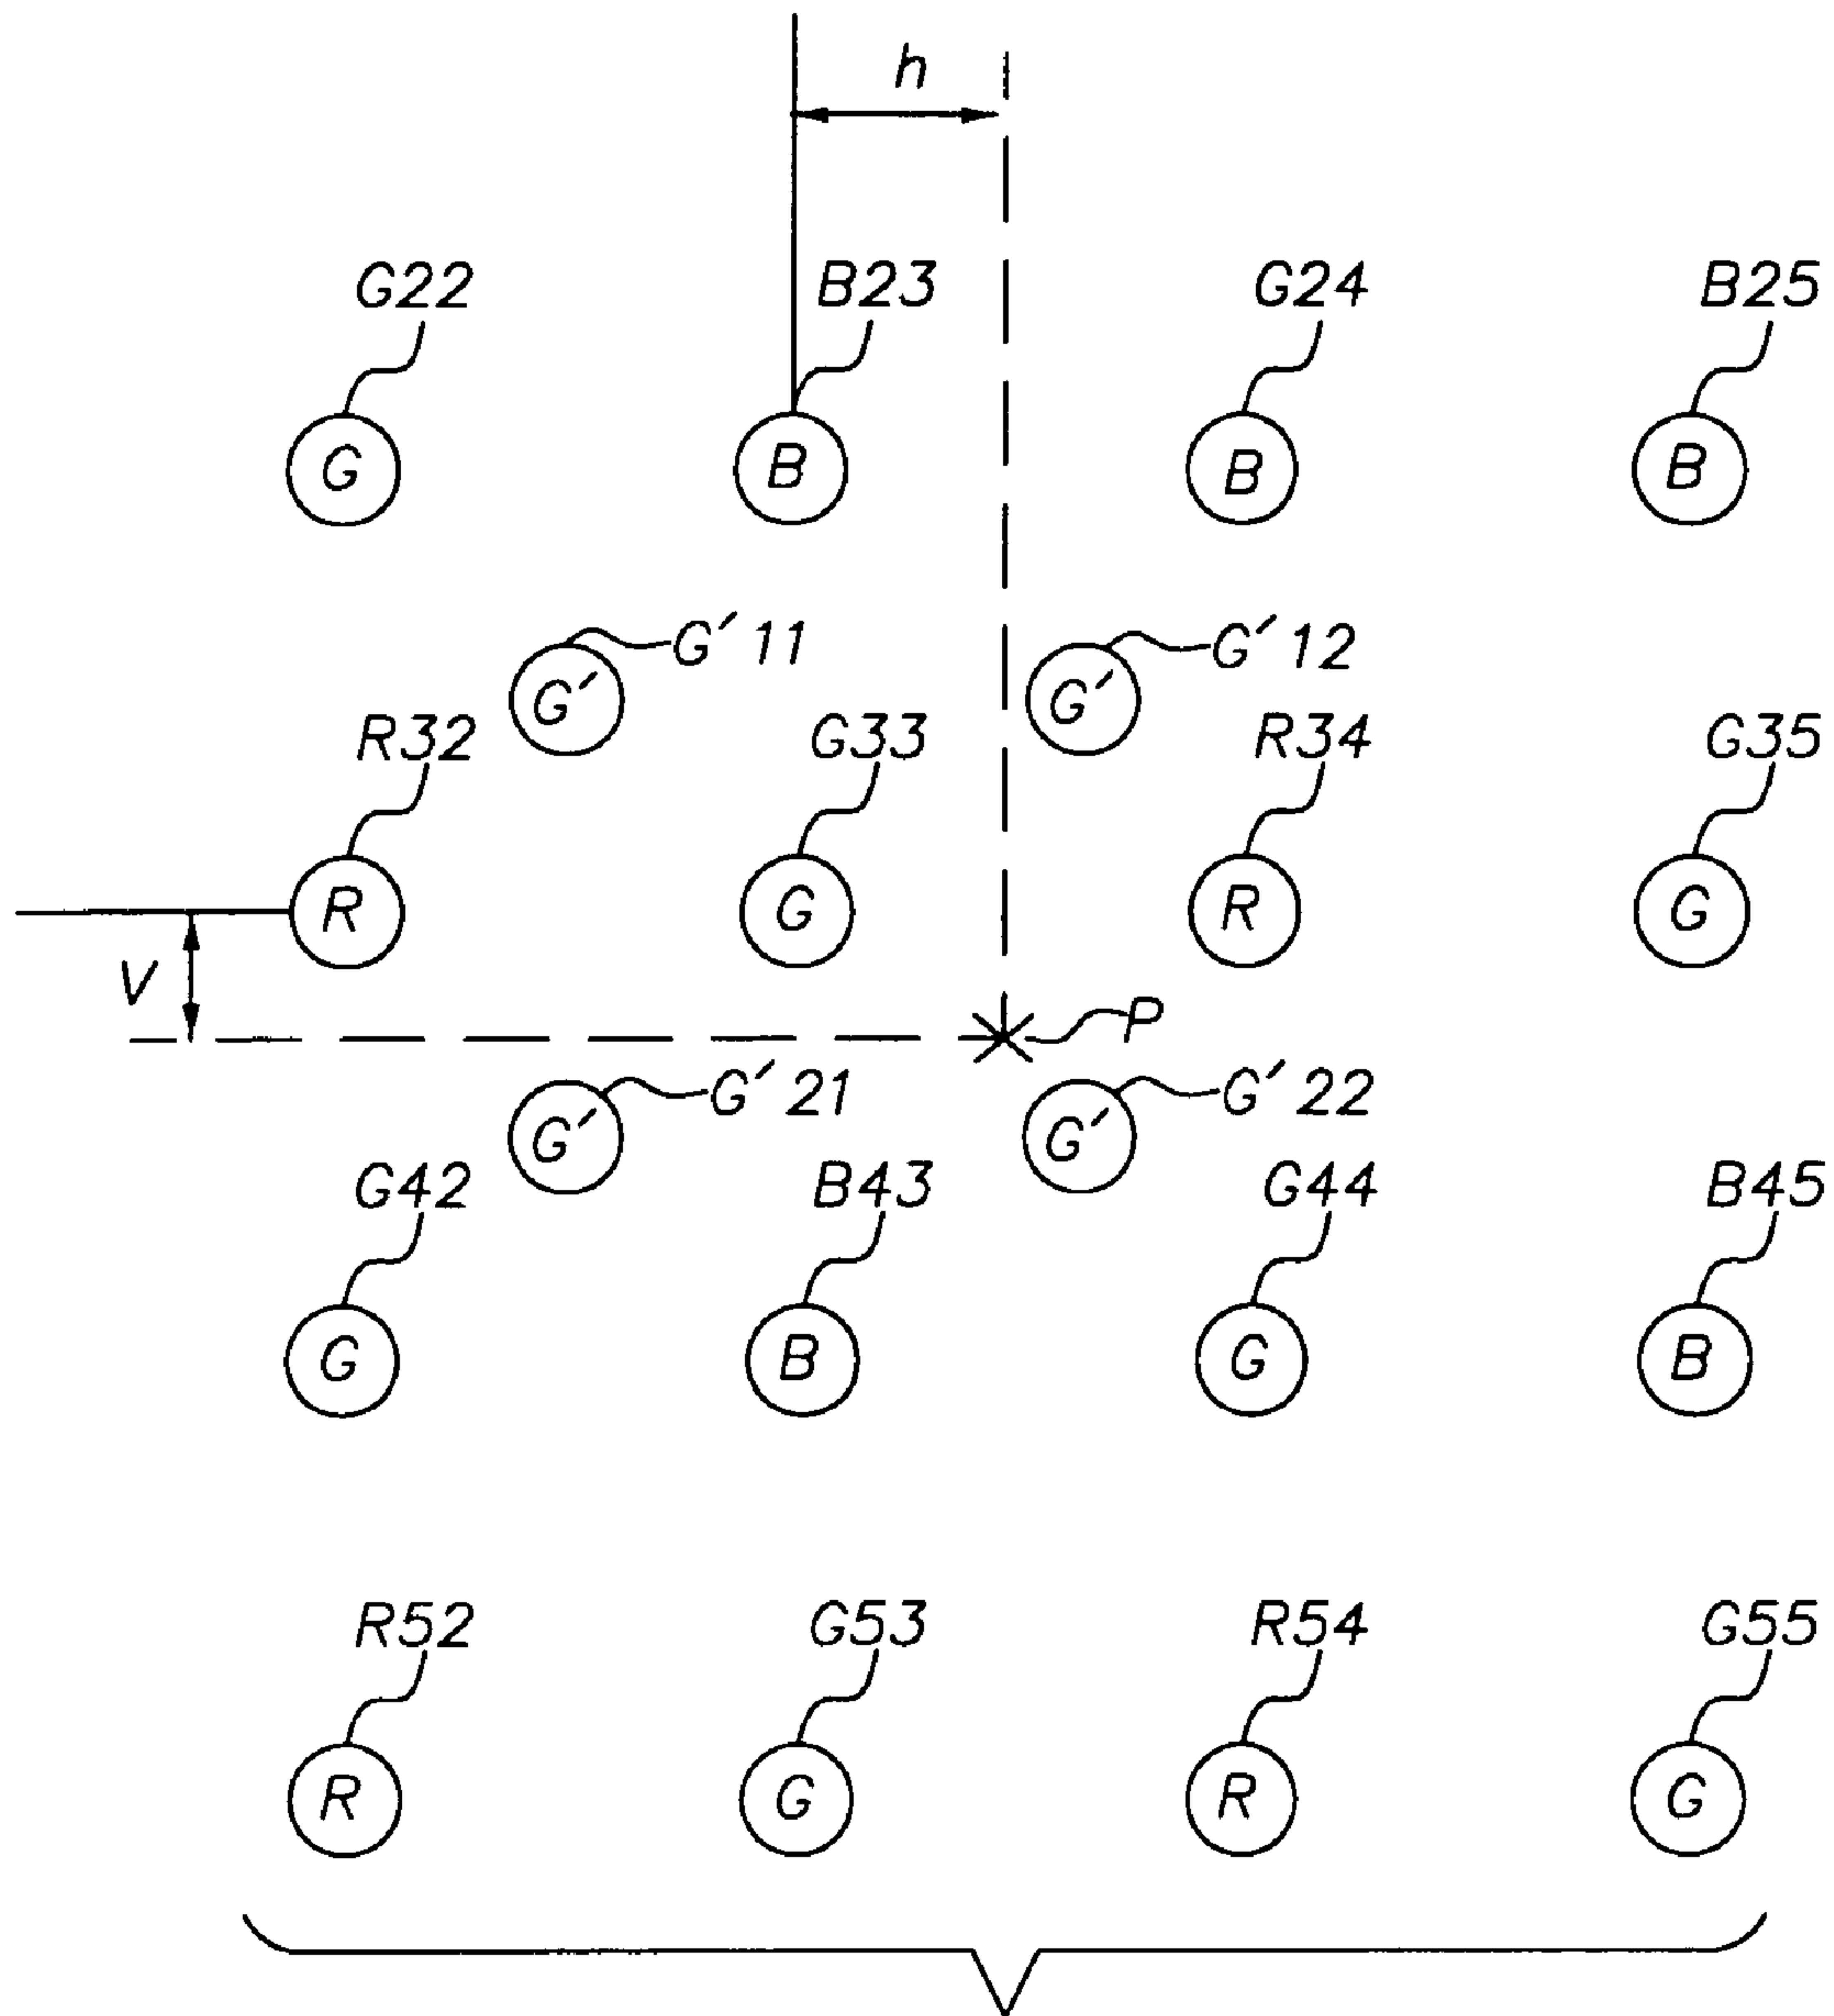 h
G22 B23 G24 B25
G B B B
G'11 G'12
G' G'
R32 G33 R34 G35
R G R G
V
P
G'21 G'22
G' G'
G42 B43 G44 B45
G B G B
R52 G53 R54 G55
R G R G